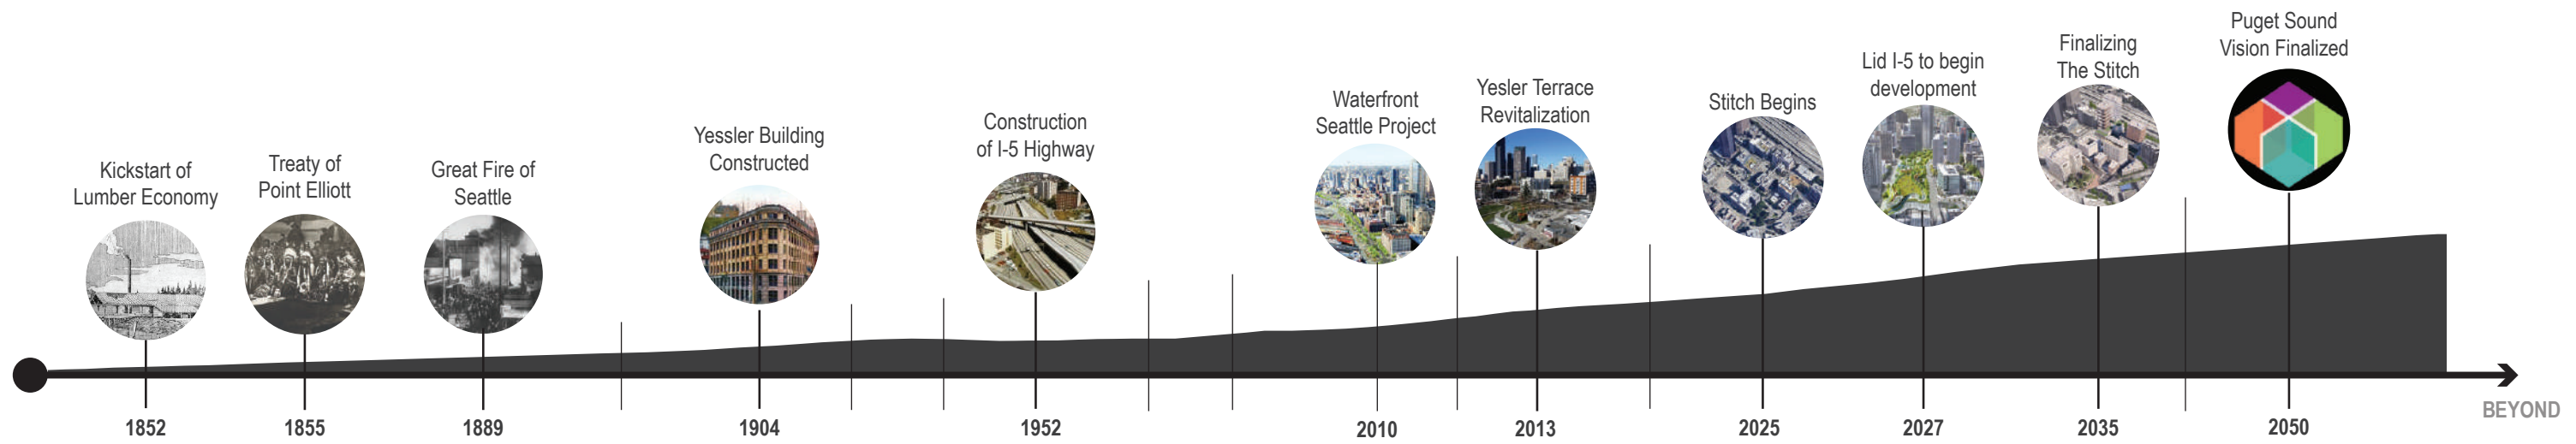 Kickstart of
Lumber Economy
Treaty of
Point Elliott
Great Fire of
Seattle
Yessler Building
Constructed
Construction
of I-5 Highway
Waterfront
Seattle Project
Yesler Terrace
Revitalization
Stitch Begins
Lid I-5 to begin
development
Finalizing
The Stitch
Puget Sound
Vision Finalized
1852
1855
1889
1904
1952
2010
2013
2025
2027
2035
2050
BEYOND